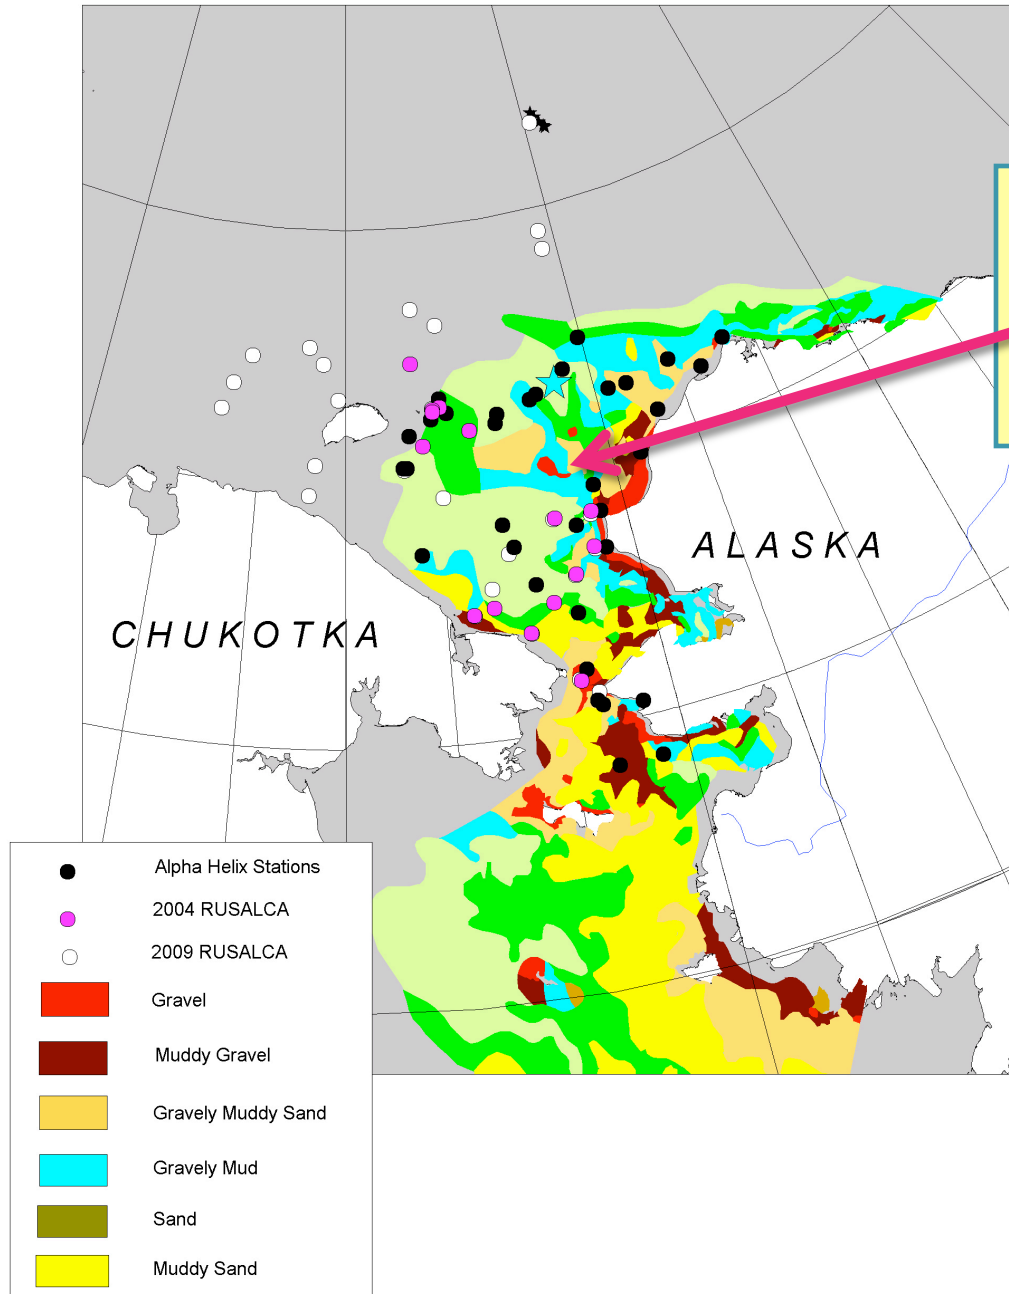 ALASKA
CHUKOTKA
Alpha Helix Stations
2004 RUSALCA
2009 RUSALCA
Gravel
Muddy Gravel
Gravely Muddy Sand
Gravely Mud
Sand
Muddy Sand